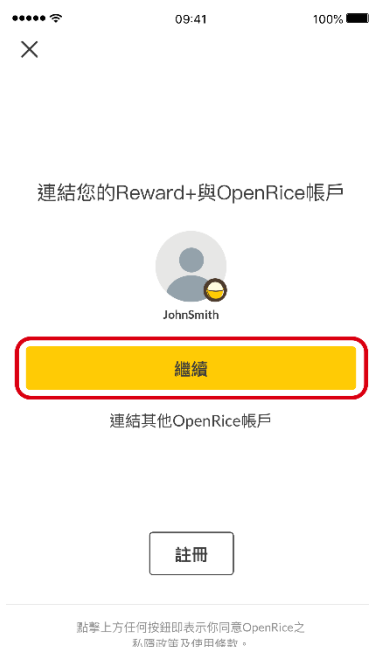 09:41
100%
連結您的Reward+與OpenRice帳戶
JohnSmith
繼續
連結其他OpenRice帳戶
註冊
點擊上方任何按鈕即表示你同意OpenRice之
私隱政策及使用條款。